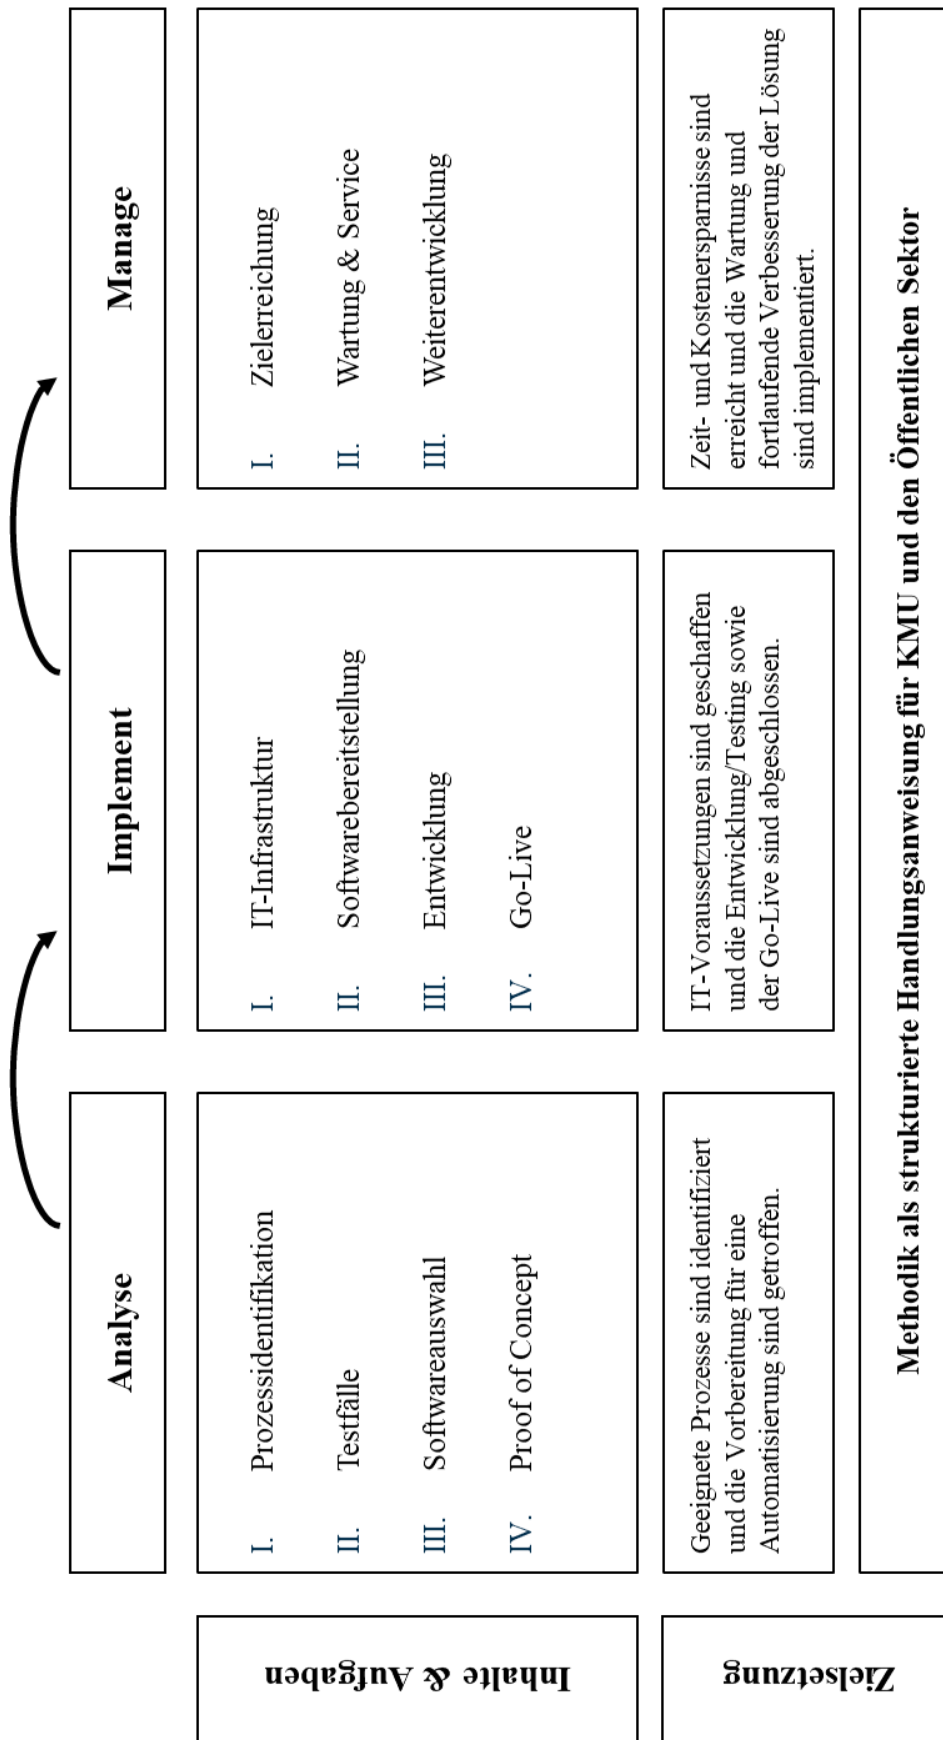 Analyse
Implement
Manage
Inhalte & Aufgaben
I. Prozessidentifikation
II. Testfälle
III. Softwareauswahl
IV. Proof of Concept
I. IT-Infrastruktur
II. Softwarebereitstellung
III. Entwicklung
IV. Go-Live
I. Zielerreichung
II. Wartung & Service
III. Weiterentwicklung
Zielsetzung
Geeignete Prozesse sind identifiziert
und die Vorbereitung für eine
Automatisierung sind getroffen.
IT-Voraussetzungen sind geschaffen
und die Entwicklung/Testing sowie
der Go-Live sind abgeschlossen.
Zeit- und Kostenersparnisse sind
erreicht und die Wartung und
fortlaufende Verbesserung der Lösung
sind implementiert.
Methodik als strukturierte Handlungsanweisung für KMU und den Öffentlichen Sektor